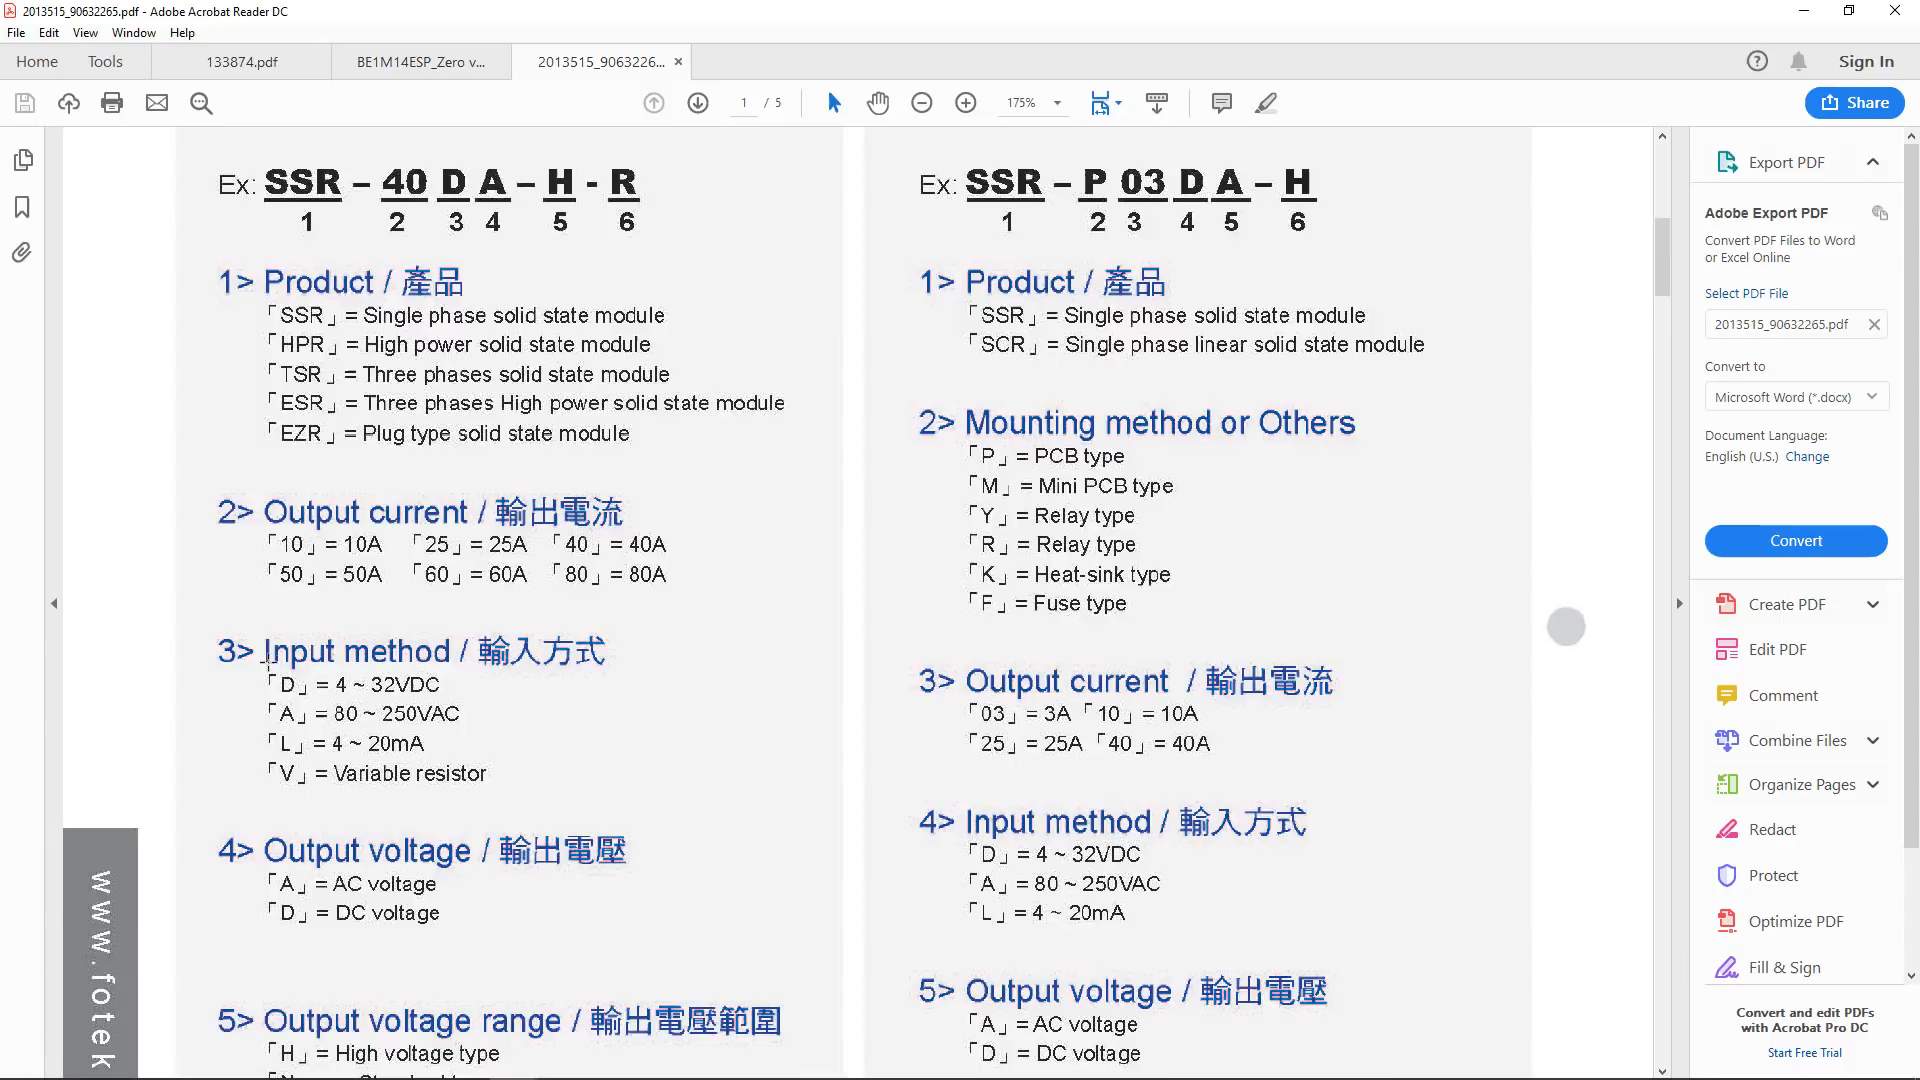 2013515_90632265.pdf - Adobe Acrobat Reader DC
File Edit View Window Help
Home Tools 133874.pdf BE1M14ESP_Zero v... 2013515_9063226... Sign In
1 / 5 175% Share
Ex: SSR – 40 D A – H - R
1 2 3 4 5 6
1> Product / 產品
「SSR」= Single phase solid state module
「HPR」= High power solid state module
「TSR」= Three phases solid state module
「ESR」= Three phases High power solid state module
「EZR」= Plug type solid state module
2> Output current / 輸出電流
「10」= 10A 「25」= 25A 「40」= 40A
「50」= 50A 「60」= 60A 「80」= 80A
3> Input method / 輸入方式
「D」= 4 ~ 32VDC
「A」= 80 ~ 250VAC
「L」= 4 ~ 20mA
「V」= Variable resistor
4> Output voltage / 輸出電壓
「A」= AC voltage
「D」= DC voltage
5> Output voltage range / 輸出電壓範圍
「H」= High voltage type
www.fotek
Ex: SSR – P 03 D A – H
1 2 3 4 5 6
1> Product / 產品
「SSR」= Single phase solid state module
「SCR」= Single phase linear solid state module
2> Mounting method or Others
「P」= PCB type
「M」= Mini PCB type
「Y」= Relay type
「R」= Relay type
「K」= Heat-sink type
「F」= Fuse type
3> Output current / 輸出電流
「03」= 3A「10」= 10A
「25」= 25A「40」= 40A
4> Input method / 輸入方式
「D」= 4 ~ 32VDC
「A」= 80 ~ 250VAC
「L」= 4 ~ 20mA
5> Output voltage / 輸出電壓
「A」= AC voltage
「D」= DC voltage
Export PDF
Adobe Export PDF
Convert PDF Files to Word
or Excel Online
Select PDF File
2013515_90632265.pdf
Convert to
Microsoft Word (*.docx)
Document Language:
English (U.S.) Change
Convert
Create PDF
Edit PDF
Comment
Combine Files
Organize Pages
Redact
Protect
Optimize PDF
Fill & Sign
Convert and edit PDFs
with Acrobat Pro DC
Start Free Trial